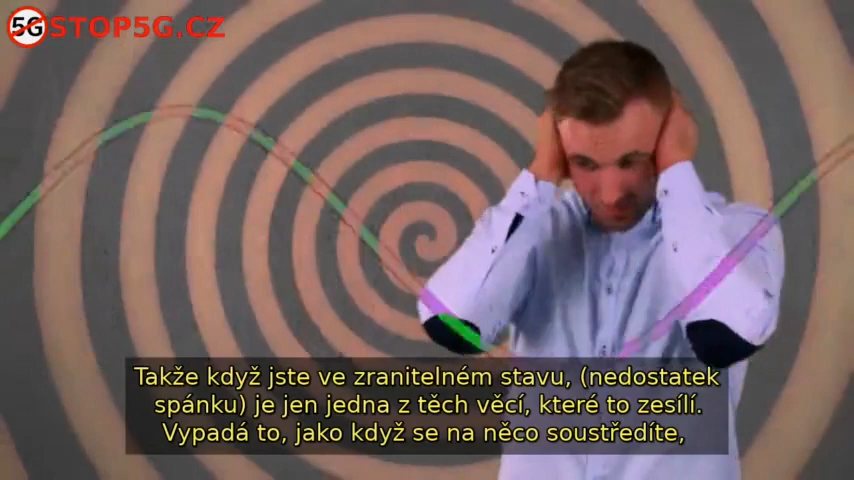 5G STOP5G.CZ
Takže když jste ve zranitelném stavu, (nedostatek
spánku) je jen jedna z těch věcí, které to zesílí.
Vypadá to, jako když se na něco soustředíte,